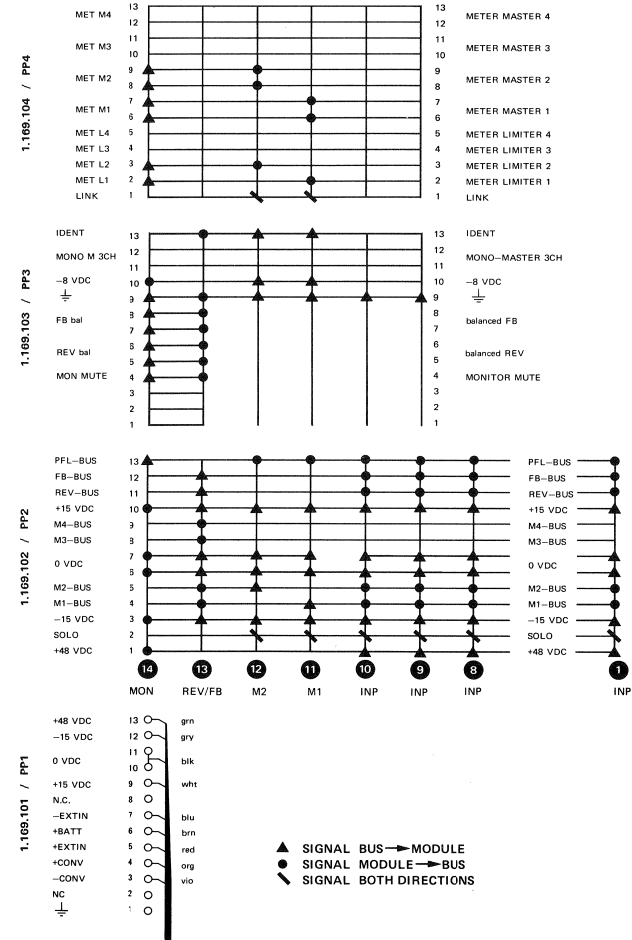 1.169.104 / PP4
13 13
MET M4 METER MASTER 4
12 12
11 11
MET M3 METER MASTER 3
10 10
9 9
MET M2 METER MASTER 2
8 8
7 7
MET M1 METER MASTER 1
6 6
MET L4 5 5 METER LIMITER 4
MET L3 4 4 METER LIMITER 3
MET L2 3 3 METER LIMITER 2
MET L1 2 2 METER LIMITER 1
LINK 1 1 LINK
1.169.103 / PP3
IDENT 13 13 IDENT
12 12
MONO M 3CH MONO-MASTER 3CH
11 11
-8 VDC 10 10 -8 VDC
9 9
8 8
FB bal balanced FB
7 7
6 6
REV bal balanced REV
5 5
MON MUTE 4 4 MONITOR MUTE
3 3
2 2
1 1
1.169.102 / PP2
PFL-BUS 13 PFL-BUS
FB-BUS 12 FB-BUS
REV-BUS 11 REV-BUS
+15 VDC 10 +15 VDC
M4-BUS 9 M4-BUS
M3-BUS 8 M3-BUS
7
0 VDC 0 VDC
6
M2-BUS 5 M2-BUS
M1-BUS 4 M1-BUS
-15 VDC 3 -15 VDC
SOLO 2 SOLO
+48 VDC 1 +48 VDC
14 13 12 11 10 9 8 1
MON REV/FB M2 M1 INP INP INP INP
1.169.101 / PP1
+48 VDC 13 grn
-15 VDC 12 gry
11
0 VDC blk
10
+15 VDC 9 wht
N.C. 8
-EXTIN 7 blu
+BATT 6 brn
+EXTIN 5 red
+CONV 4 org
-CONV 3 vio
NC 2
1
SIGNAL BUS → MODULE
SIGNAL MODULE → BUS
SIGNAL BOTH DIRECTIONS